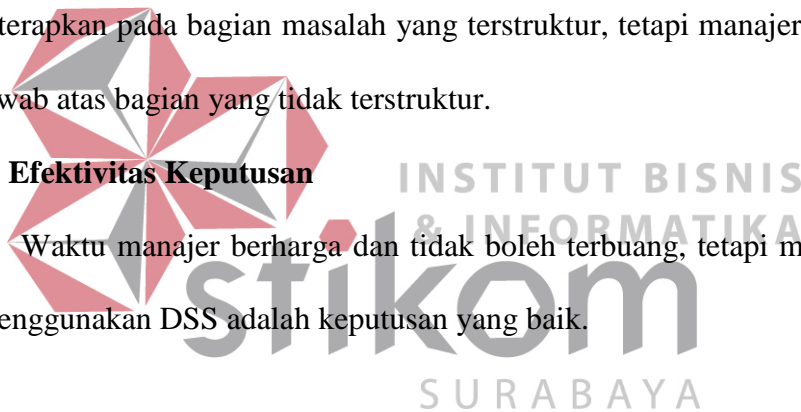 terapkan pada bagian masalah yang terstruktur, tetapi manajer
wab atas bagian yang tidak terstruktur.
Efektivitas Keputusan
INSTITUT BISNIS
& INFORMATIKA
Waktu manajer berharga dan tidak boleh terbuang, tetapi m
stikom
enggunakan DSS adalah keputusan yang baik.
SURABAYA